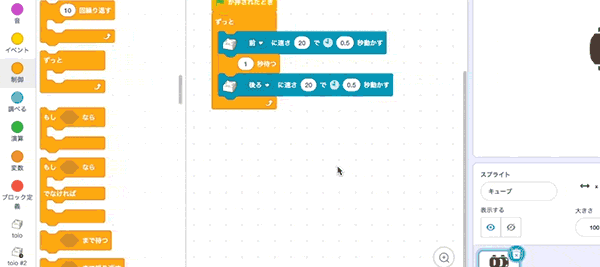 音
イベント
制御
調べる
演算
変数
ブロック定義
toio
toio #2
10 回繰り返す
ずっと
もし なら
もし なら
でなければ
まで待つ
が押されたとき
ずっと
前 に速さ 20 で 0.5 秒動かす
1 秒待つ
後る に速さ 20 で 0.5 秒動かす
スプライト
キューブ
x
表示する
大きさ
100